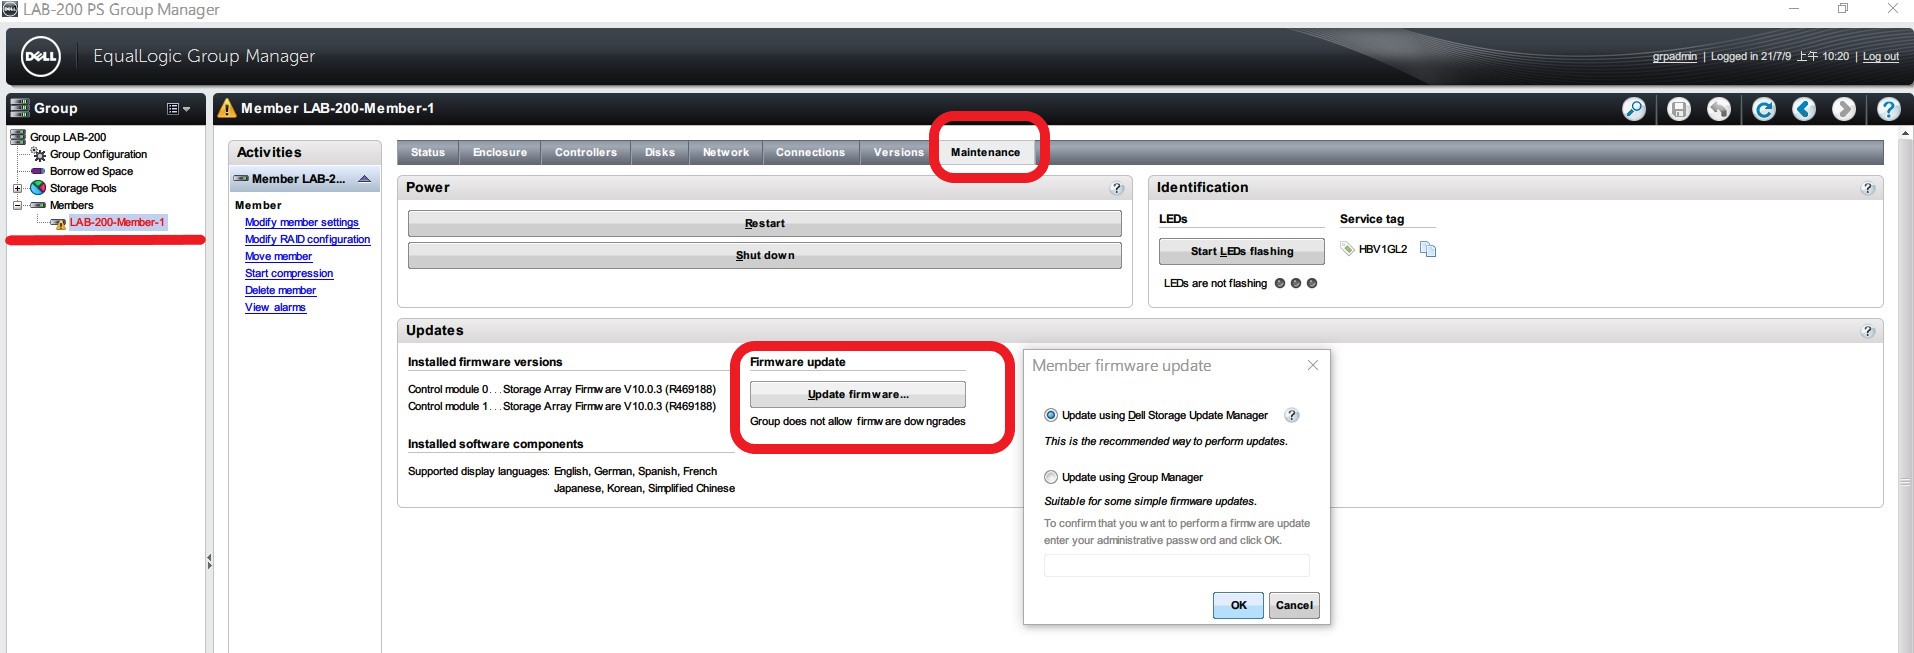 LAB-200 PS Group Manager
DELL EqualLogic Group Manager
grpadmin | Logged in 21/7/9 上午 10:20 | Log out
Group
Member LAB-200-Member-1
Group LAB-200
Group Configuration
Borrowed Space
Storage Pools
Members
LAB-200-Member-1
Activities
Member LAB-2...
Member
Modify member settings
Modify RAID configuration
Move member
Start compression
Delete member
View alarms
Status Enclosure Controllers Disks Network Connections Versions Maintenance
Power
Restart
Shut down
Identification
LEDs
Start LEDs flashing
LEDs are not flashing
Service tag
HBV1GL2
Updates
Installed firmware versions
Control module 0 . . . Storage Array Firmware V10.0.3 (R469188)
Control module 1 . . . Storage Array Firmware V10.0.3 (R469188)
Installed software components
Supported display languages: English, German, Spanish, French
Japanese, Korean, Simplified Chinese
Firmware update
Update firmware...
Group does not allow firmware downgrades
Member firmware update
Update using Dell Storage Update Manager
This is the recommended way to perform updates.
Update using Group Manager
Suitable for some simple firmware updates.
To confirm that you want to perform a firmware update
enter your administrative password and click OK.
OK Cancel